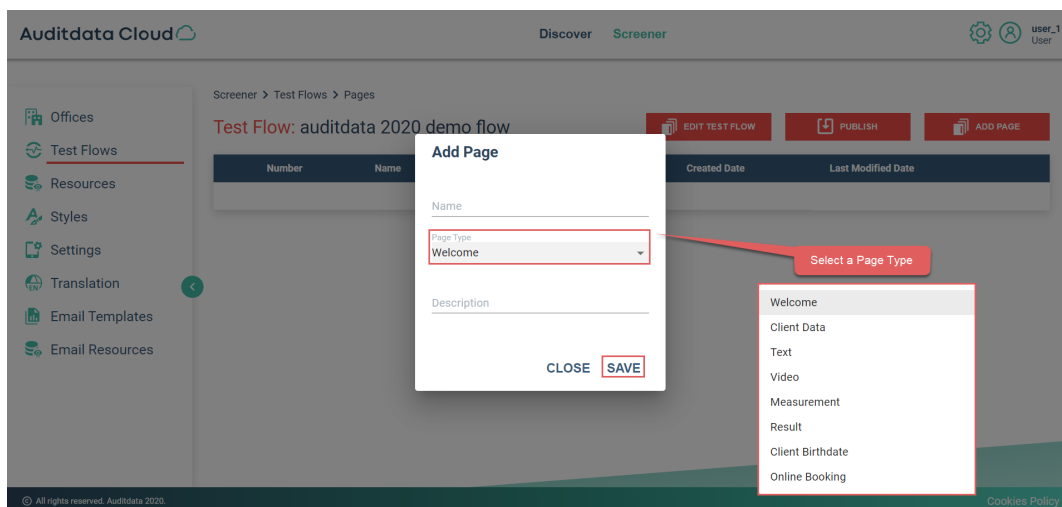 Auditdata Cloud
Discover Screener
user_1
User
Offices
Test Flows
Resources
Styles
Settings
Translation
EN
Email Templates
Email Resources
Screener > Test Flows > Pages
Test Flow: auditdata 2020 demo flow
EDIT TEST FLOW
PUBLISH
ADD PAGE
Number Name Created Date Last Modified Date
Add Page
Name
Page Type
Welcome
Description
CLOSE SAVE
Select a Page Type
Welcome
Client Data
Text
Video
Measurement
Result
Client Birthdate
Online Booking
© All rights reserved. Auditdata 2020.
Cookies Policy